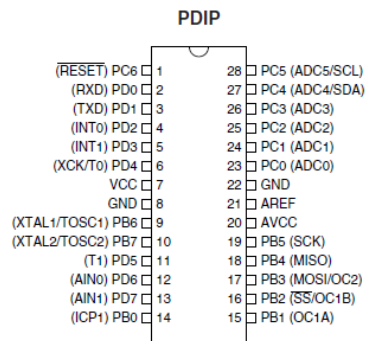 PDIP
(RESET) PC6 1 28 PC5 (ADC5/SCL)
(RXD) PD0 2 27 PC4 (ADC4/SDA)
(TXD) PD1 3 26 PC3 (ADC3)
(INT0) PD2 4 25 PC2 (ADC2)
(INT1) PD3 5 24 PC1 (ADC1)
(XCK/T0) PD4 6 23 PC0 (ADC0)
VCC 7 22 GND
GND 8 21 AREF
(XTAL1/TOSC1) PB6 9 20 AVCC
(XTAL2/TOSC2) PB7 10 19 PB5 (SCK)
(T1) PD5 11 18 PB4 (MISO)
(AIN0) PD6 12 17 PB3 (MOSI/OC2)
(AIN1) PD7 13 16 PB2 (SS/OC1B)
(ICP1) PB0 14 15 PB1 (OC1A)